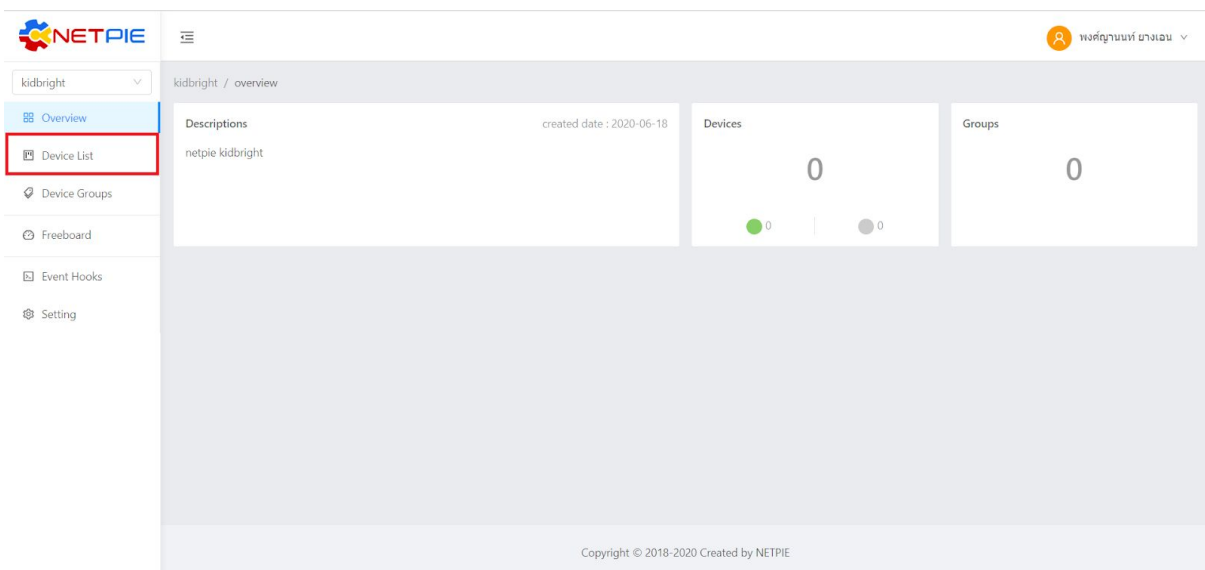 NETPIE
พงศ์ญานนท์ ยางเอน
kidbright
kidbright / overview
Overview
Device List
Device Groups
Freeboard
Event Hooks
Setting
Descriptions
created date : 2020-06-18
netpie kidbright
Devices
0
0
0
Groups
0
Copyright © 2018-2020 Created by NETPIE